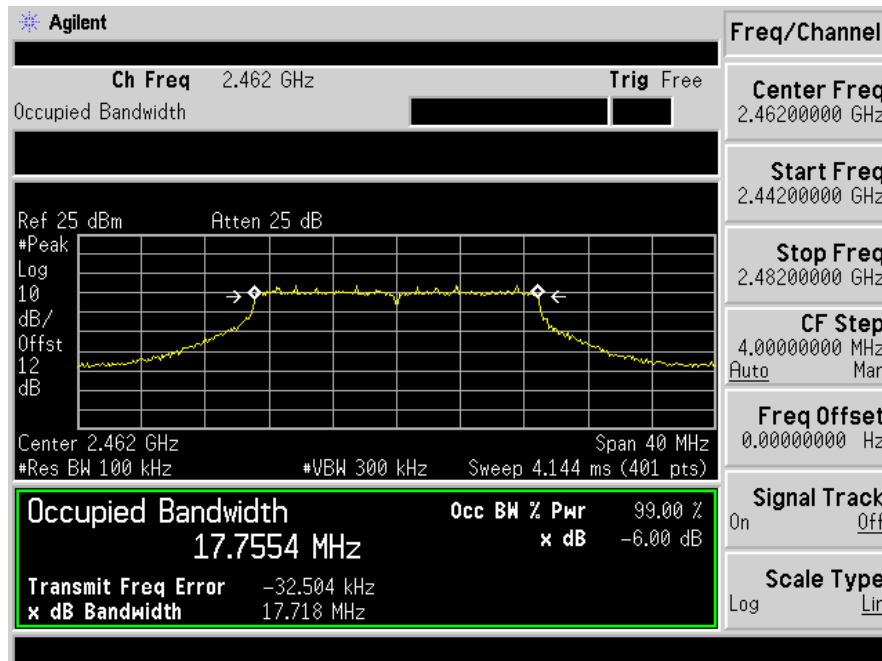 Agilent
Ch Freq 2.462 GHz Trig Free
Occupied Bandwidth
Ref 25 dBm Atten 25 dB
#Peak
Log
10
dB/
Offst
12
dB
Center 2.462 GHz Span 40 MHz
#Res BW 100 kHz #VBW 300 kHz Sweep 4.144 ms (401 pts)
Occupied Bandwidth Occ BW % Pwr 99.00 %
17.7554 MHz x dB -6.00 dB
Transmit Freq Error -32.504 kHz
x dB Bandwidth 17.718 MHz
Freq/Channel
Center Freq
2.46200000 GHz
Start Freq
2.44200000 GHz
Stop Freq
2.48200000 GHz
CF Step
4.00000000 MHz
Auto Man
Freq Offset
0.00000000 Hz
Signal Track
On Off
Scale Type
Log Lin